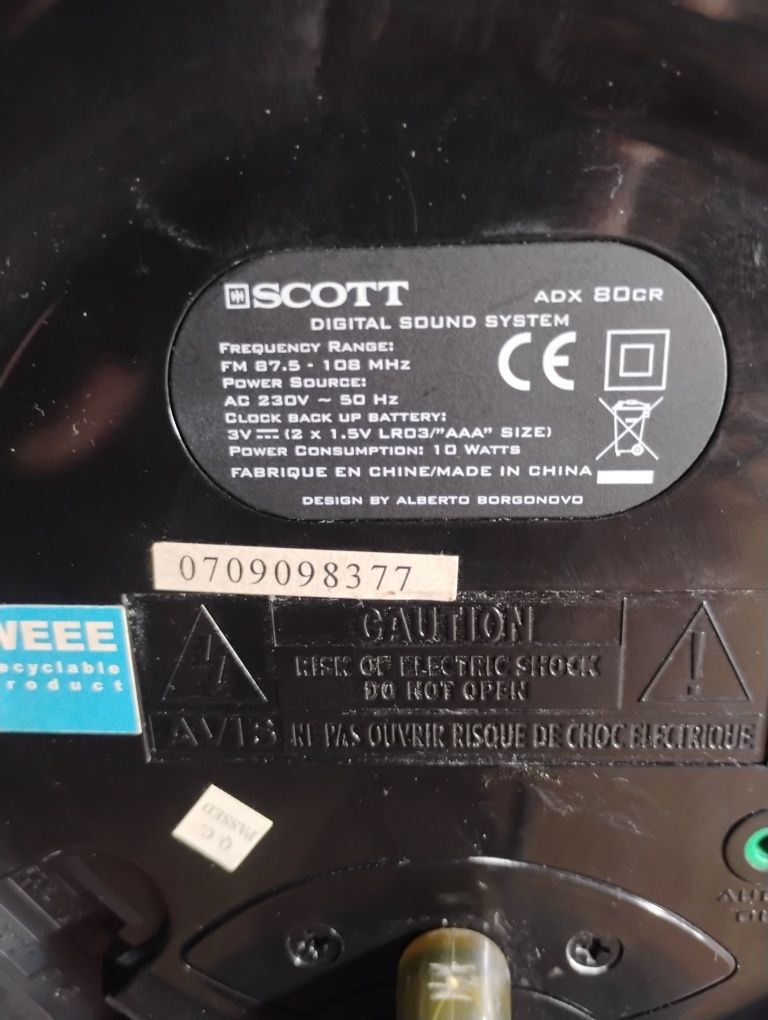 SCOTT ADX 80CR
DIGITAL SOUND SYSTEM
FREQUENCY RANGE:
FM 87.5 - 108 MHZ
POWER SOURCE:
AC 230V ~ 50 HZ
CLOCK BACK UP BATTERY:
3V ⎓ (2 x 1.5V LR03/"AAA" SIZE)
POWER CONSUMPTION: 10 WATTS
FABRIQUE EN CHINE/MADE IN CHINA
DESIGN BY ALBERTO BORGONOVO
CE
0709098377
WEEE
recyclable
product
CAUTION
RISK OF ELECTRIC SHOCK
DO NOT OPEN
AVIS NE PAS OUVRIR RISQUE DE CHOC ELECTRIQUE
Q.C.
PASSED